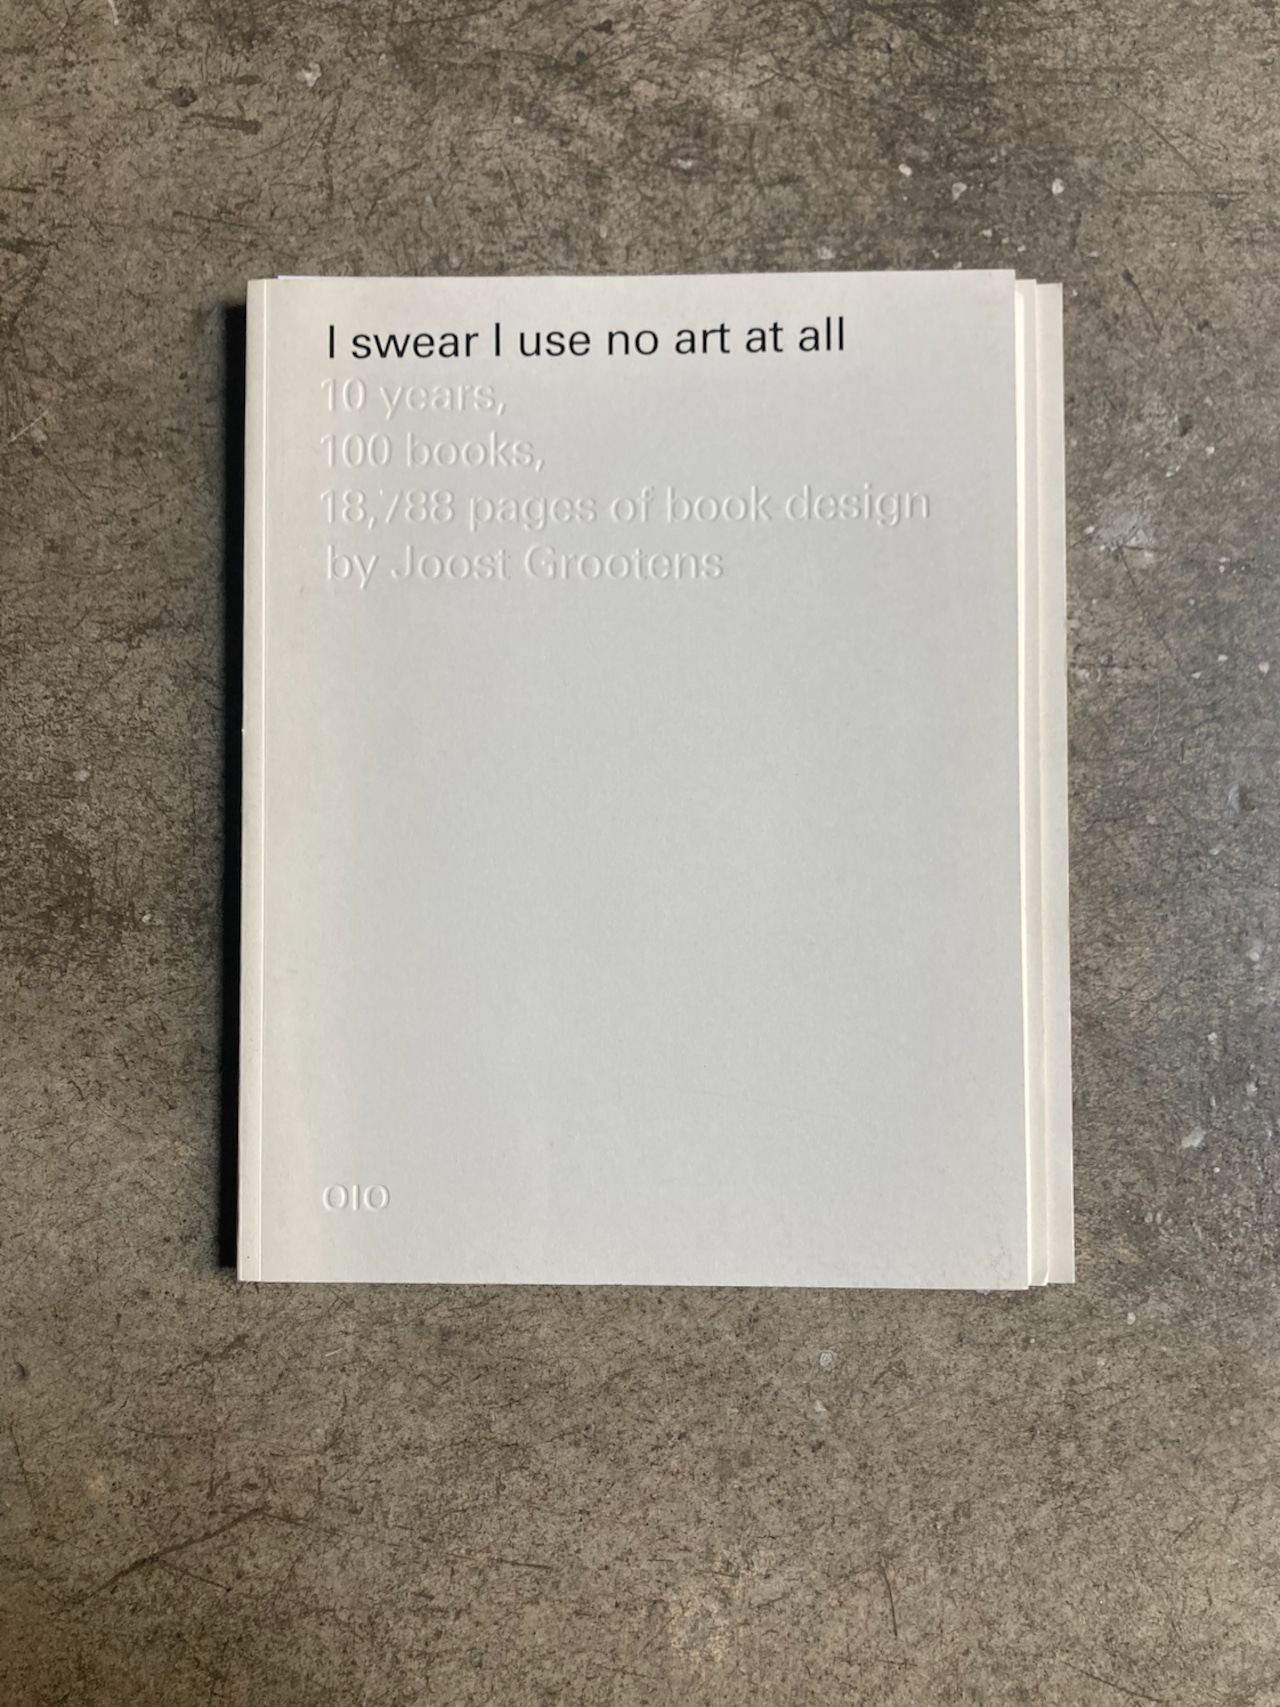 I swear I use no art at all
10 years,
100 books,
18,788 pages of book design
by Joost Grootens
010